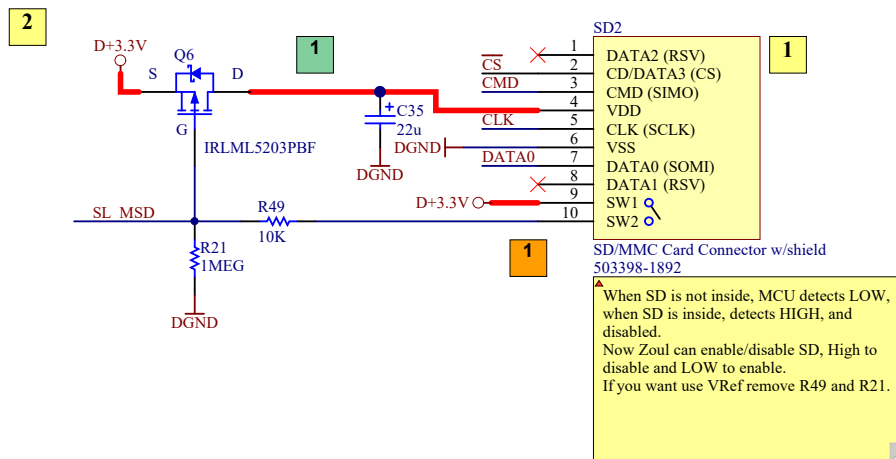 2
D+3.3V
Q6
S
D
G
IRLML5203PBF
1
C35
22u
DGND
SL_MSD
R49
10K
R21
1MEG
DGND
SD2
1
CS
CMD
CLK
DGND
DATA0
D+3.3V
1 DATA2 (RSV)
2 CD/DATA3 (CS)
3 CMD (SIMO)
4 VDD
5 CLK (SCLK)
6 VSS
7 DATA0 (SOMI)
8 DATA1 (RSV)
9 SW1
10 SW2
1
SD/MMC Card Connector w/shield
503398-1892
When SD is not inside, MCU detects LOW,
when SD is inside, detects HIGH, and
disabled.
Now Zoul can enable/disable SD, High to
disable and LOW to enable.
If you want use VRef remove R49 and R21.